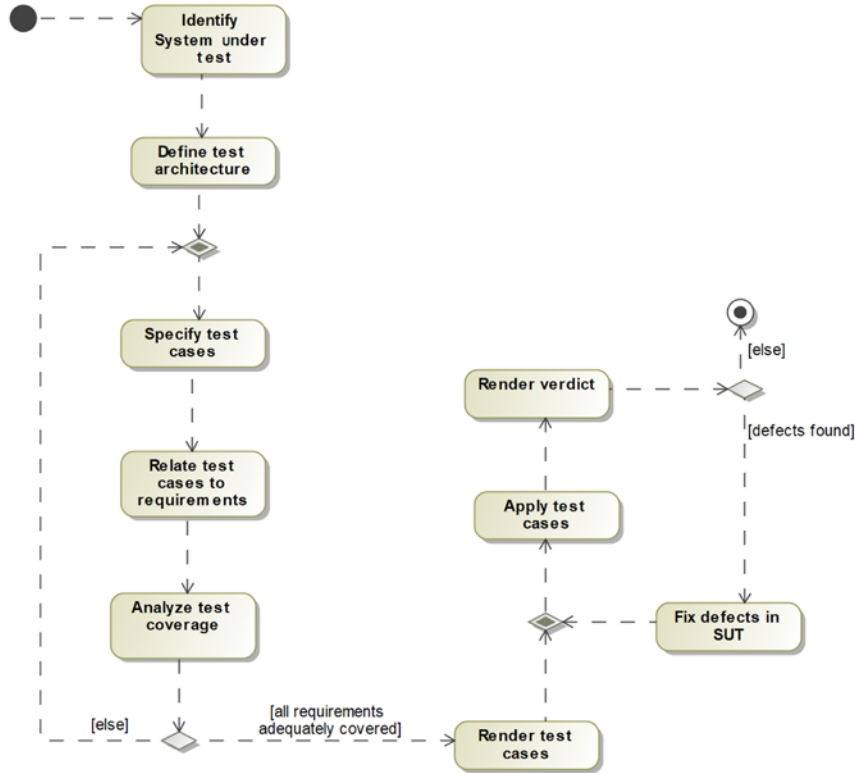 Identify
System under
test
Define test
architecture
Specify test
cases
Relate test
cases to
requirements
Analyze test
coverage
[else]
[all requirements
adequately covered]
Render test
cases
Apply test
cases
Render verdict
[else]
[defects found]
Fix defects in
SUT